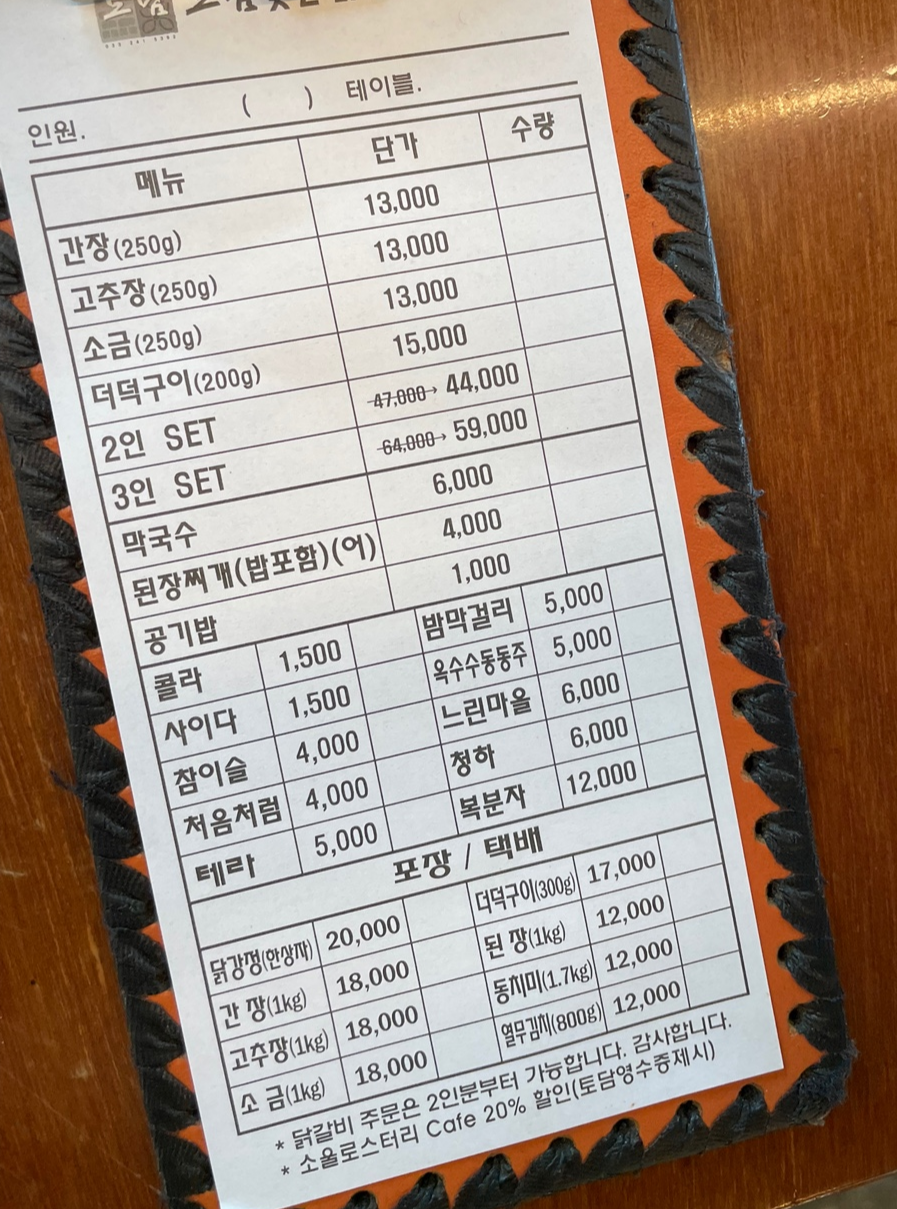 인원. ( ) 테이블.
메뉴 단가 수량
간장(250g) 13,000
고추장(250g) 13,000
소금(250g) 13,000
더덕구이(200g) 15,000
2인 SET 47,000→ 44,000
3인 SET 64,000→ 59,000
막국수 6,000
된장찌개(밥포함)(어) 4,000
공기밥 1,000
콜라 1,500 밤막걸리 5,000
사이다 1,500 옥수수동동주 5,000
참이슬 4,000 느린마을 6,000
처음처럼 4,000 청하 6,000
테라 5,000 복분자 12,000
포장 / 택배
닭강정(한상자) 20,000 더덕구이(300g) 17,000
간 장(1kg) 18,000 된 장(1kg) 12,000
고추장(1kg) 18,000 동치미(1.7kg) 12,000
소 금(1kg) 18,000 열무김치(800g) 12,000
* 닭갈비 주문은 2인분부터 가능합니다. 감사합니다.
* 소울로스터리 Cafe 20% 할인(토담영수증제시)